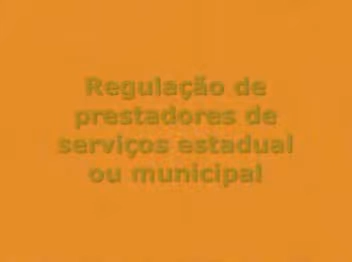 Regulação de
prestadores de
serviços estadual
ou municipal